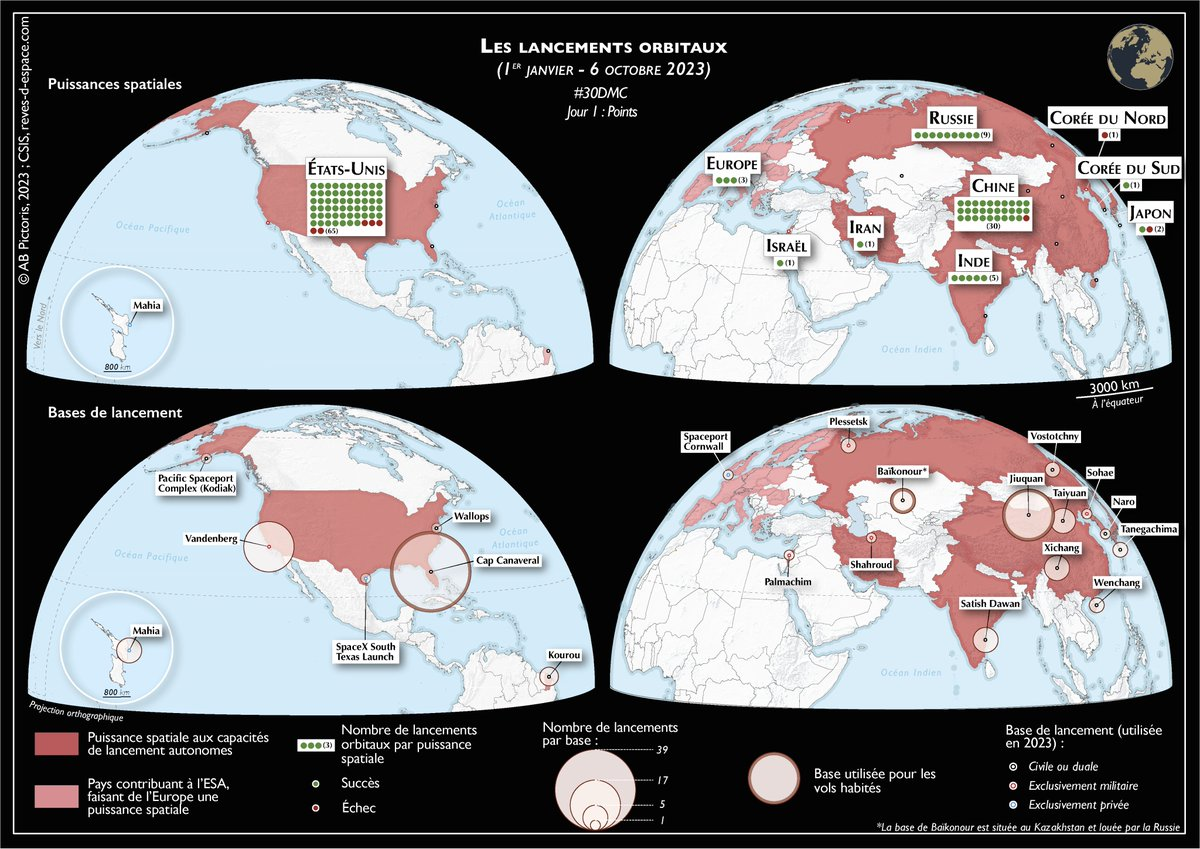 © AB Pictoris, 2023 ; CSIS, reves-d-espace.com
Les lancements orbitaux
(1er janvier - 6 octobre 2023)
#30DMC
Jour 1 : Points
Puissances spatiales
États-Unis
(65)
Océan Pacifique
Océan Atlantique
Vers le Nord
Mahia
800 km
Russie
(9)
Corée du Nord
(1)
Europe
(3)
Corée du Sud
(1)
Chine
(30)
Japon
(2)
Iran
(1)
Israël
(1)
Inde
(5)
Océan Indien
3000 km
À l'équateur
Bases de lancement
Pacific Spaceport
Complex (Kodiak)
Wallops
Vandenberg
Cap Canaveral
Océan Pacifique
Océan Atlantique
SpaceX South
Texas Launch
Kourou
Mahia
800 km
Projection orthographique
Plessetsk
Spaceport
Cornwall
Vostotchny
Baïkonour*
Jiuquan
Sohae
Taiyuan
Naro
Tanegachima
Xichang
Shahroud
Palmachim
Wenchang
Satish Dawan
Océan Indien
Puissance spatiale aux capacités
de lancement autonomes
Pays contribuant à l'ESA,
faisant de l'Europe une
puissance spatiale
(3)
Nombre de lancements
orbitaux par puissance
spatiale
Succès
Échec
Nombre de lancements
par base :
39
17
5
1
Base utilisée pour les
vols habités
Base de lancement (utilisée
en 2023) :
Civile ou duale
Exclusivement militaire
Exclusivement privée
*La base de Baïkonour est située au Kazakhstan et louée par la Russie